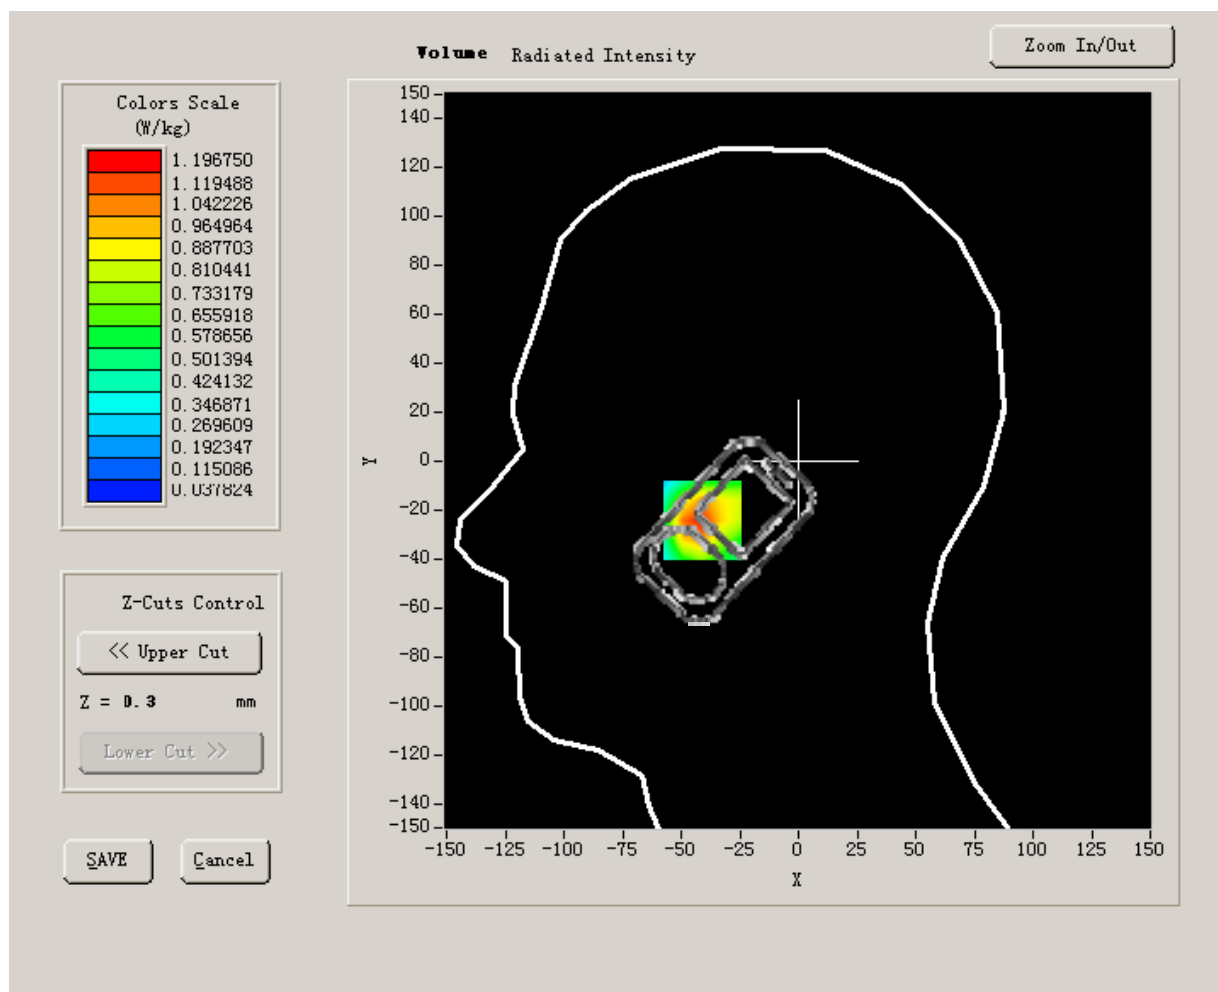 Volume Radiated Intensity
Zoom In/Out
Colors Scale
(W/kg)
1.196750
1.119488
1.042226
0.964964
0.887703
0.810441
0.733179
0.655918
0.578656
0.501394
0.424132
0.346871
0.269609
0.192347
0.115086
0.037824
Z-Cuts Control
<< Upper Cut
Z = 0.3 mm
Lower Cut >>
SAVE
Cancel
150
140
120
100
80
60
40
20
0
-20
-40
-60
-80
-100
-120
-140
-150
Y
-150 -125 -100 -75 -50 -25 0 25 50 75 100 125 150
X